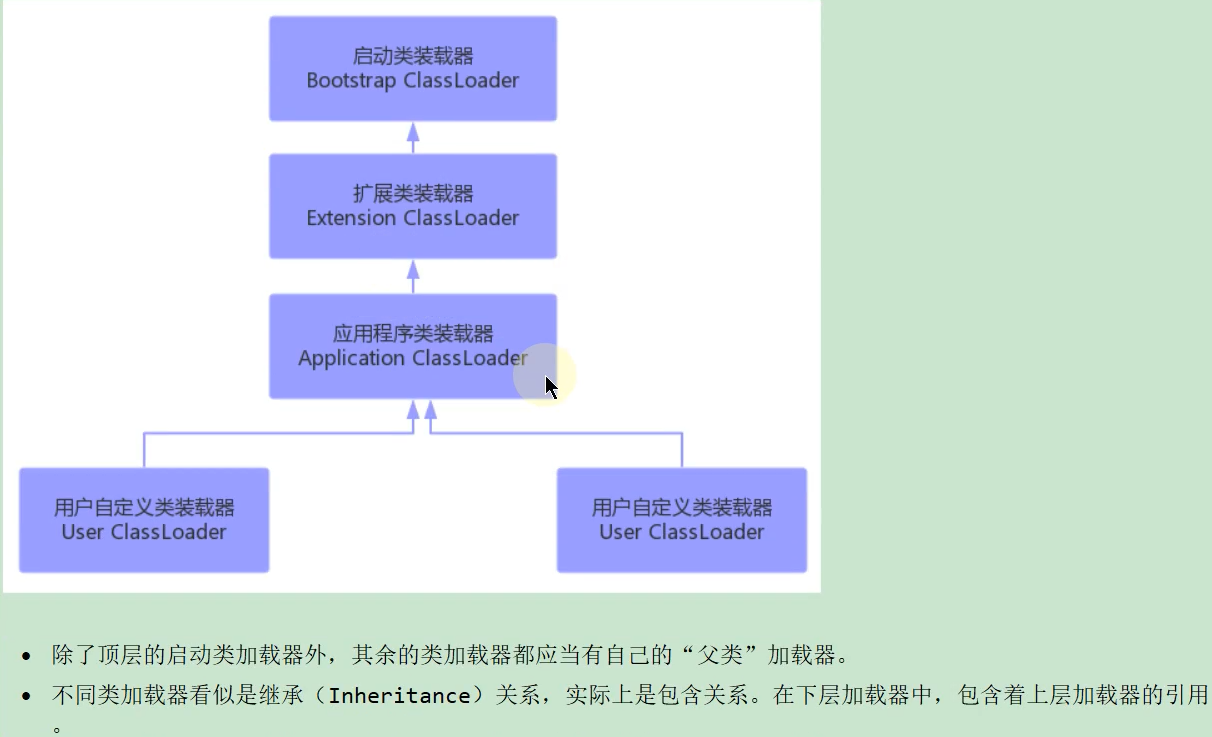 启动类装载器
Bootstrap ClassLoader
扩展类装载器
Extension ClassLoader
应用程序类装载器
Application ClassLoader
用户自定义类装载器
User ClassLoader
用户自定义类装载器
User ClassLoader
• 除了顶层的启动类加载器外，其余的类加载器都应当有自己的“父类”加载器。
• 不同类加载器看似是继承（Inheritance）关系，实际上是包含关系。在下层加载器中，包含着上层加载器的引用
。